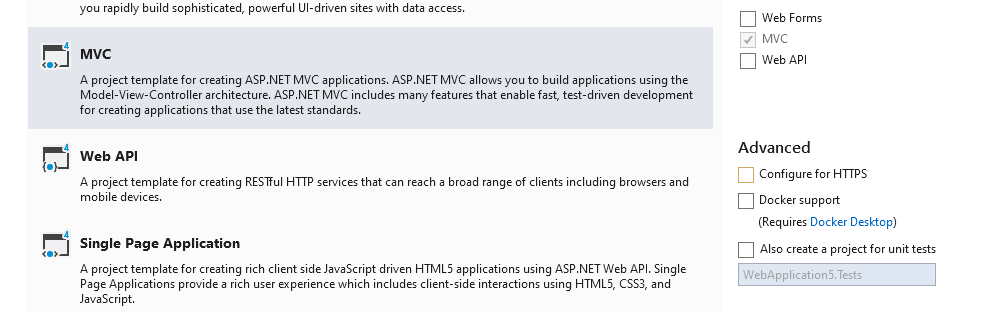 you rapidly build sophisticated, powerful UI-driven sites with data access.
MVC
A project template for creating ASP.NET MVC applications. ASP.NET MVC allows you to build applications using the
Model-View-Controller architecture. ASP.NET MVC includes many features that enable fast, test-driven development
for creating applications that use the latest standards.
Web API
A project template for creating RESTful HTTP services that can reach a broad range of clients including browsers and
mobile devices.
Single Page Application
A project template for creating rich client side JavaScript driven HTML5 applications using ASP.NET Web API. Single
Page Applications provide a rich user experience which includes client-side interactions using HTML5, CSS3, and
JavaScript.
Web Forms
MVC
Web API
Advanced
Configure for HTTPS
Docker support
(Requires Docker Desktop)
Also create a project for unit tests
WebApplication5.Tests